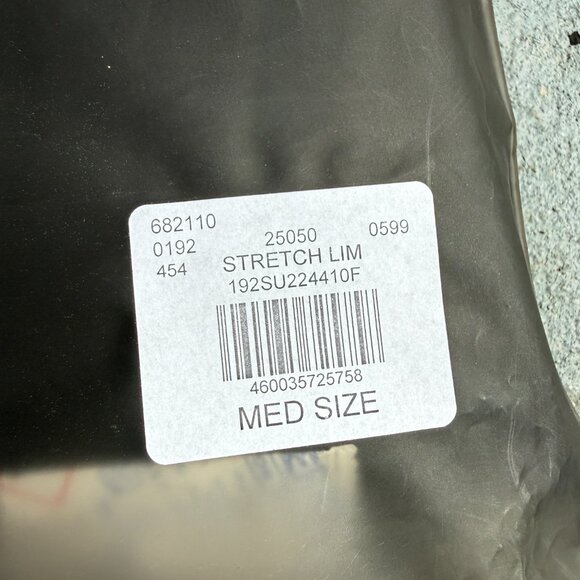 682110
0192 25050 0599
454 STRETCH LIM
192SU224410F
460035725758
MED SIZE